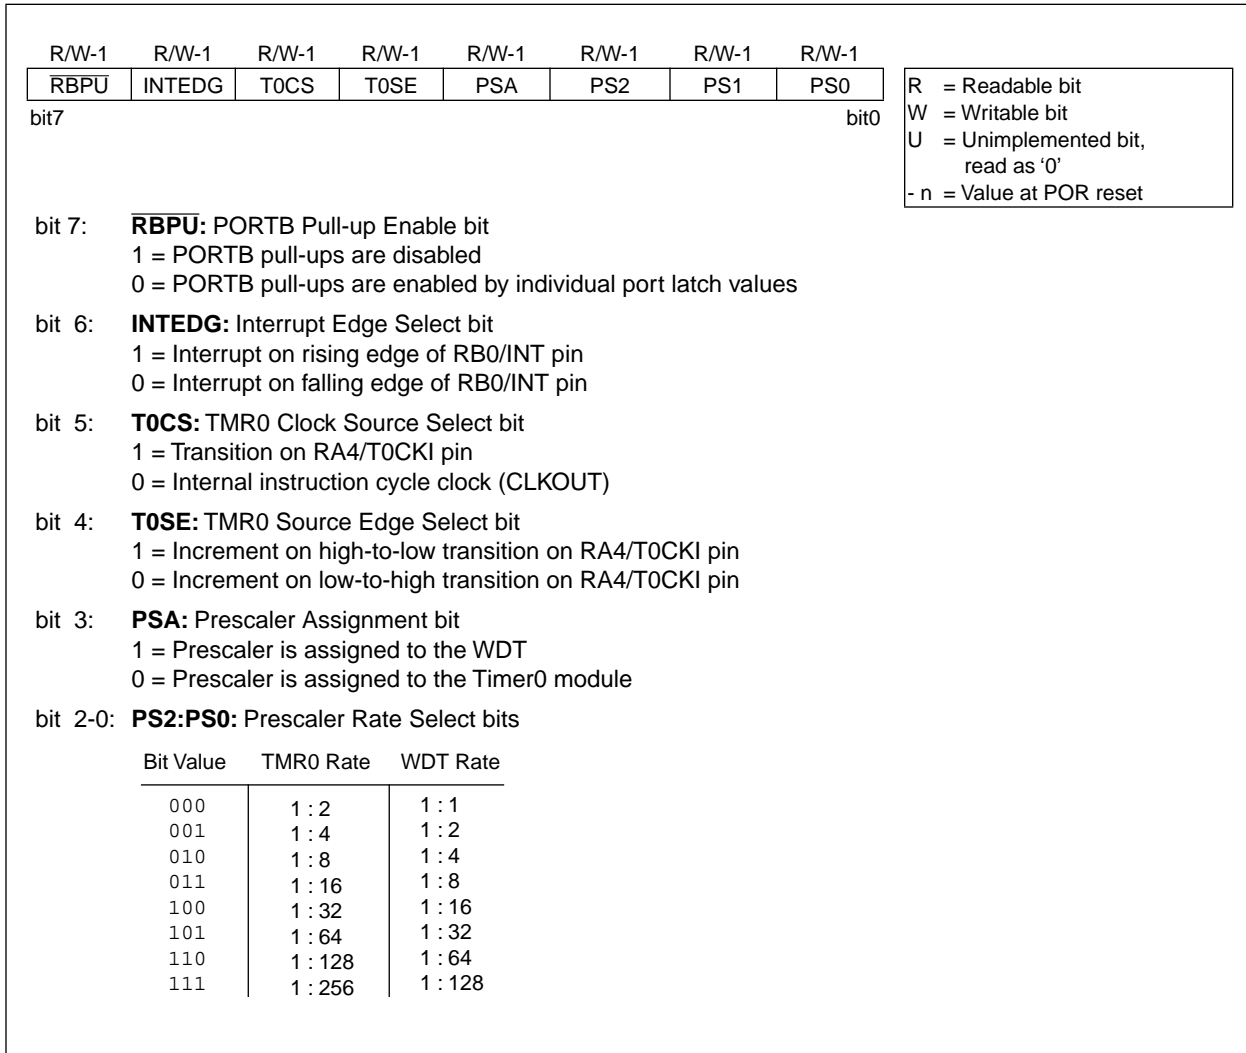 R/W-1 R/W-1 R/W-1 R/W-1 R/W-1 R/W-1 R/W-1 R/W-1
R̅B̅P̅U̅ INTEDG T0CS T0SE PSA PS2 PS1 PS0
bit7 bit0
R = Readable bit
W = Writable bit
U = Unimplemented bit,
read as ‘0’
- n = Value at POR reset
bit 7: R̅B̅P̅U̅: PORTB Pull-up Enable bit
1 = PORTB pull-ups are disabled
0 = PORTB pull-ups are enabled by individual port latch values
bit 6: INTEDG: Interrupt Edge Select bit
1 = Interrupt on rising edge of RB0/INT pin
0 = Interrupt on falling edge of RB0/INT pin
bit 5: T0CS: TMR0 Clock Source Select bit
1 = Transition on RA4/T0CKI pin
0 = Internal instruction cycle clock (CLKOUT)
bit 4: T0SE: TMR0 Source Edge Select bit
1 = Increment on high-to-low transition on RA4/T0CKI pin
0 = Increment on low-to-high transition on RA4/T0CKI pin
bit 3: PSA: Prescaler Assignment bit
1 = Prescaler is assigned to the WDT
0 = Prescaler is assigned to the Timer0 module
bit 2-0: PS2:PS0: Prescaler Rate Select bits
Bit Value TMR0 Rate WDT Rate
000 1 : 2 1 : 1
001 1 : 4 1 : 2
010 1 : 8 1 : 4
011 1 : 16 1 : 8
100 1 : 32 1 : 16
101 1 : 64 1 : 32
110 1 : 128 1 : 64
111 1 : 256 1 : 128